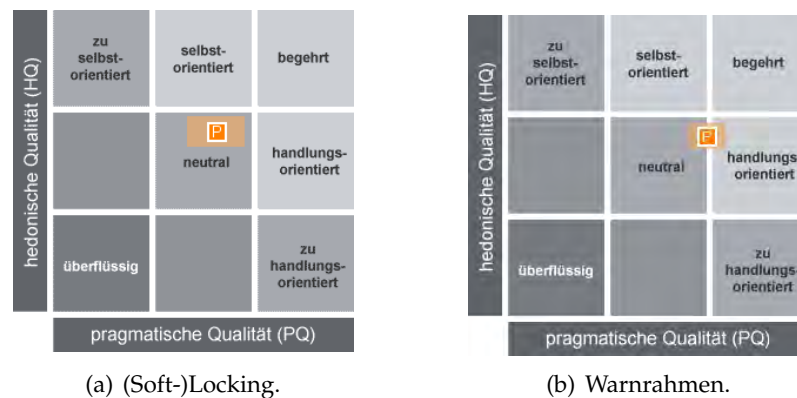 hedonische Qualität (HQ)
zu
selbst-
orientiert
selbst-
orientiert
begehrt
P
neutral
handlungs-
orientiert
überflüssig
zu
handlungs-
orientiert
pragmatische Qualität (PQ)
(a) (Soft-)Locking.
hedonische Qualität (HQ)
zu
selbst-
orientiert
selbst-
orientiert
begehrt
P
neutral
handlungs-
orientiert
überflüssig
zu
handlungs-
orientiert
pragmatische Qualität (PQ)
(b) Warnrahmen.